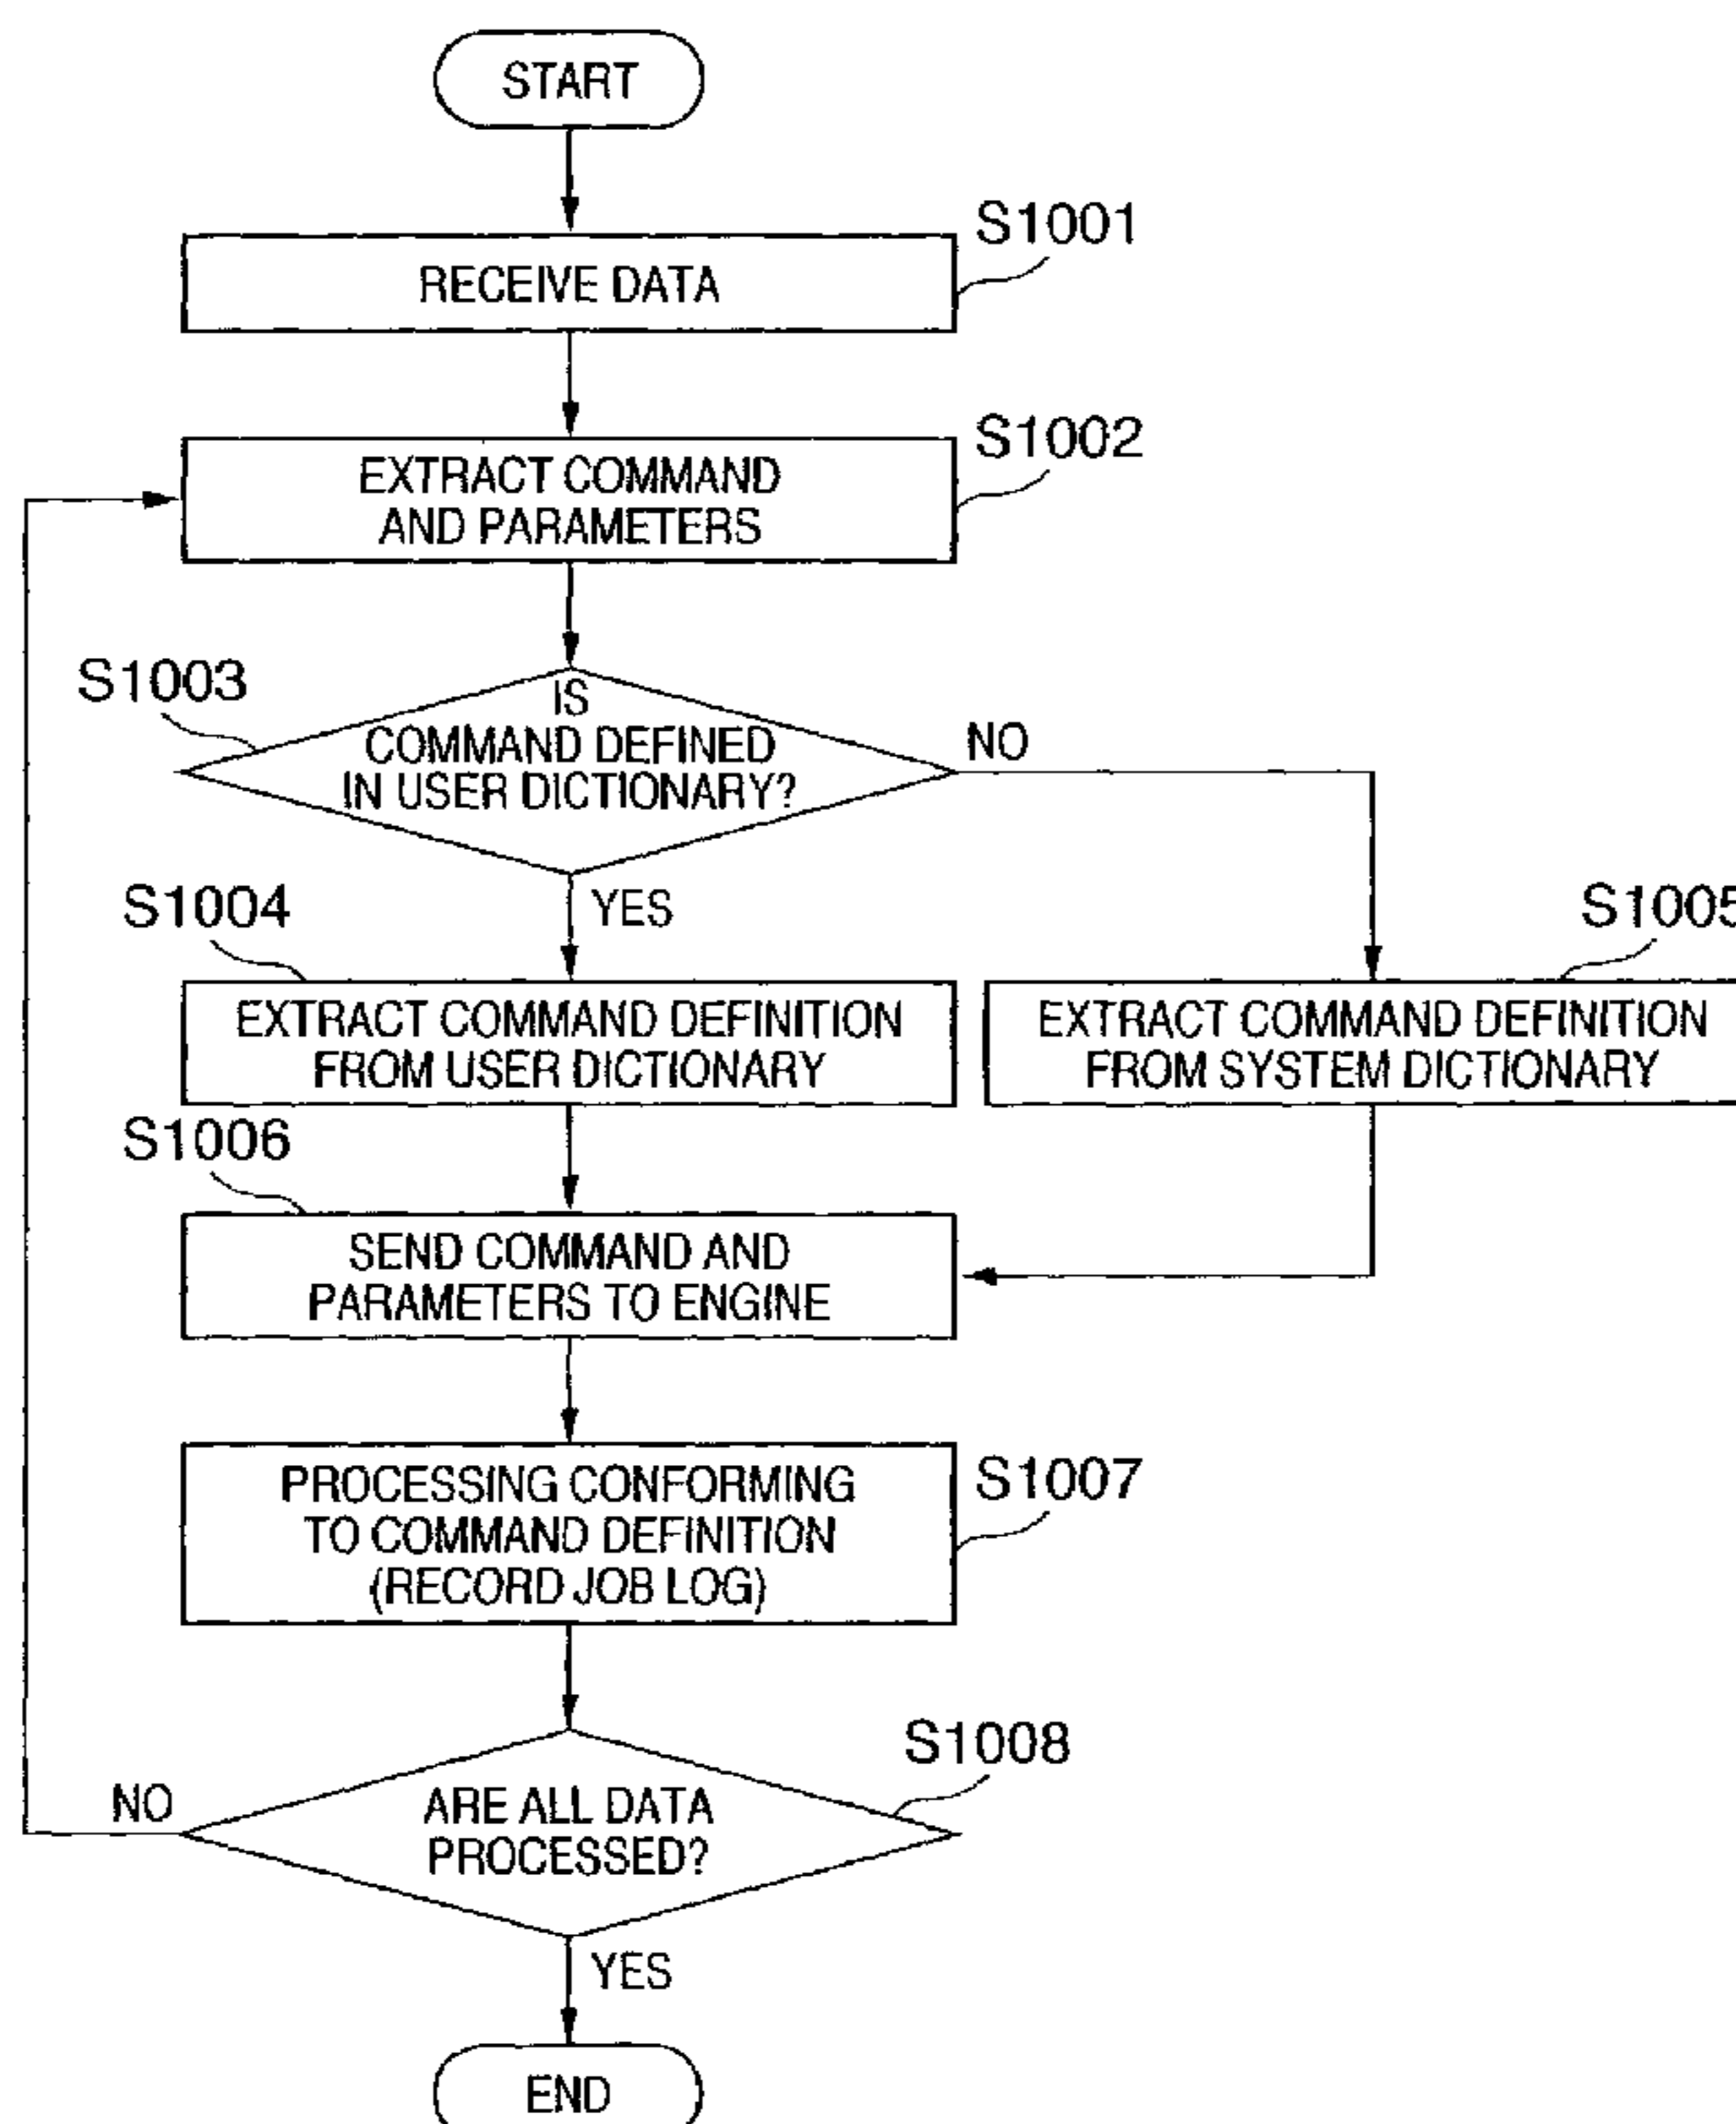 START
S1001
RECEIVE DATA
S1002
EXTRACT COMMAND
AND PARAMETERS
S1003
IS
COMMAND DEFINED
IN USER DICTIONARY?
NO
YES
S1004
EXTRACT COMMAND DEFINITION
FROM USER DICTIONARY
S1005
EXTRACT COMMAND DEFINITION
FROM SYSTEM DICTIONARY
S1006
SEND COMMAND AND
PARAMETERS TO ENGINE
S1007
PROCESSING CONFORMING
TO COMMAND DEFINITION
(RECORD JOB LOG)
S1008
ARE ALL DATA
PROCESSED?
NO
YES
END